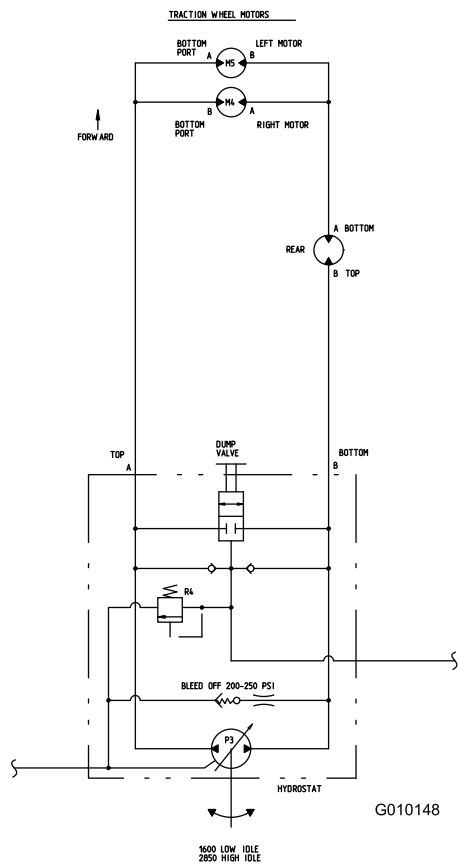 TRACTION WHEEL MOTORS
BOTTOM PORT
A
B
LEFT MOTOR
M5
M4
B
A
BOTTOM PORT
RIGHT MOTOR
FORWARD
A BOTTOM
REAR
B TOP
DUMP VALVE
TOP
A
BOTTOM
B
R4
BLEED OFF 200-250 PSI
P3
HYDROSTAT
G010148
1600 LOW IDLE
2850 HIGH IDLE